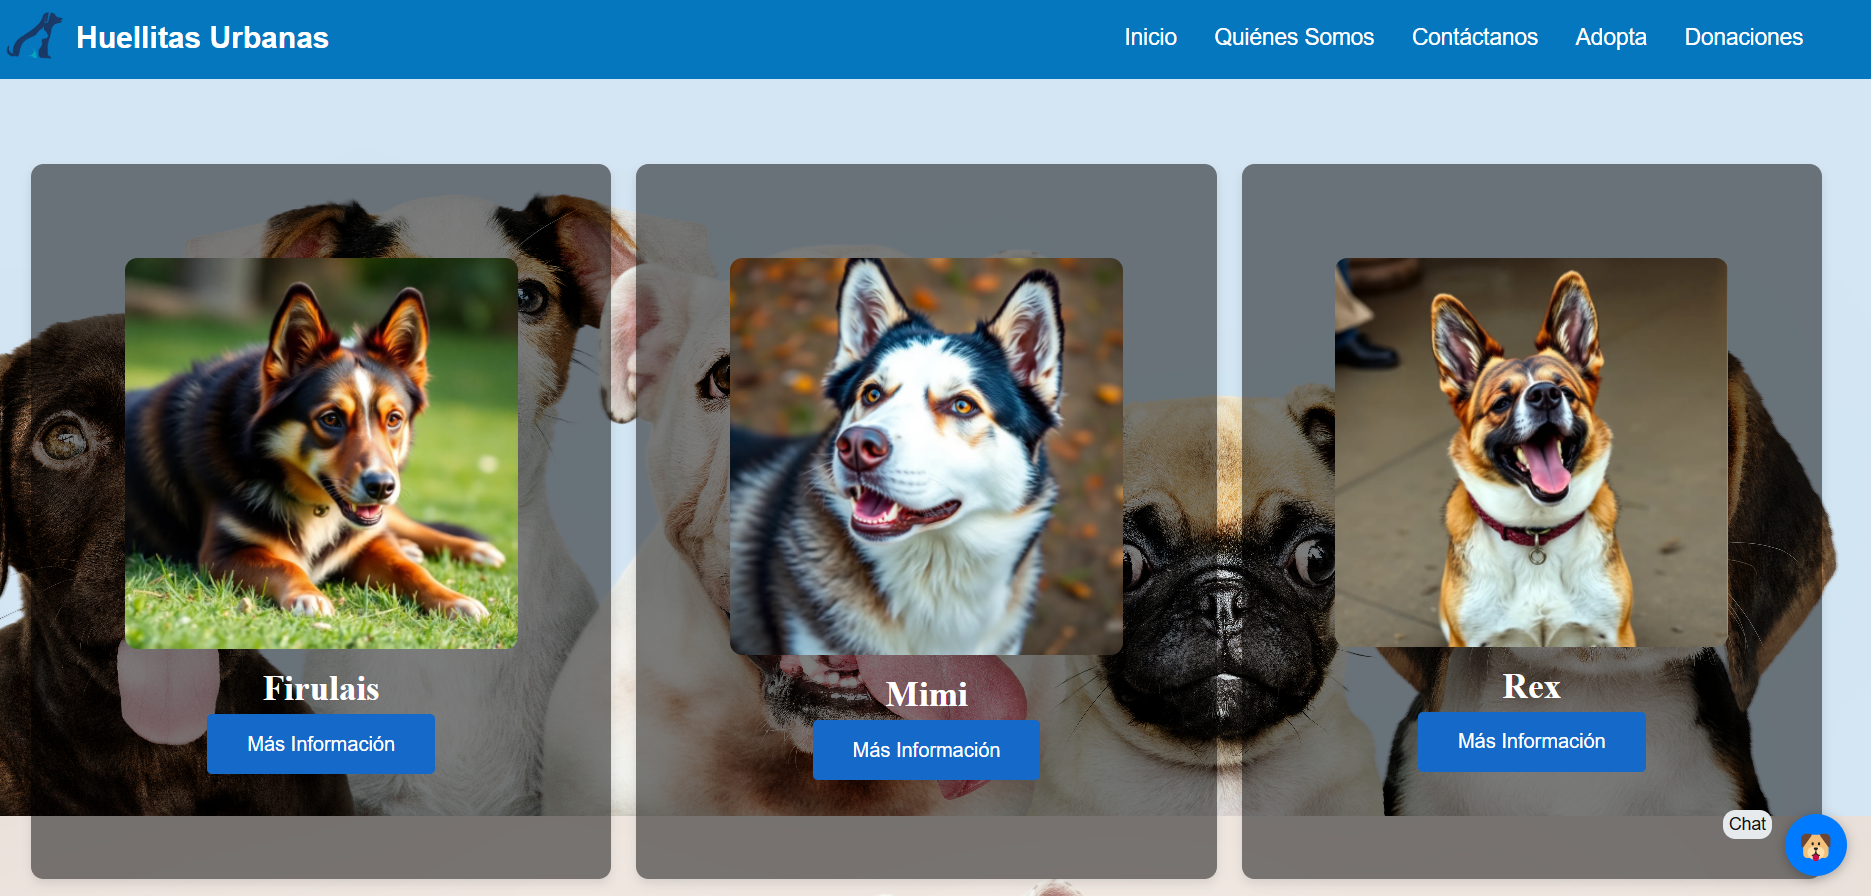 Huellitas Urbanas
Inicio
Quiénes Somos
Contáctanos
Adopta
Donaciones
Firulais
Más Información
Mimi
Más Información
Rex
Más Información
Chat